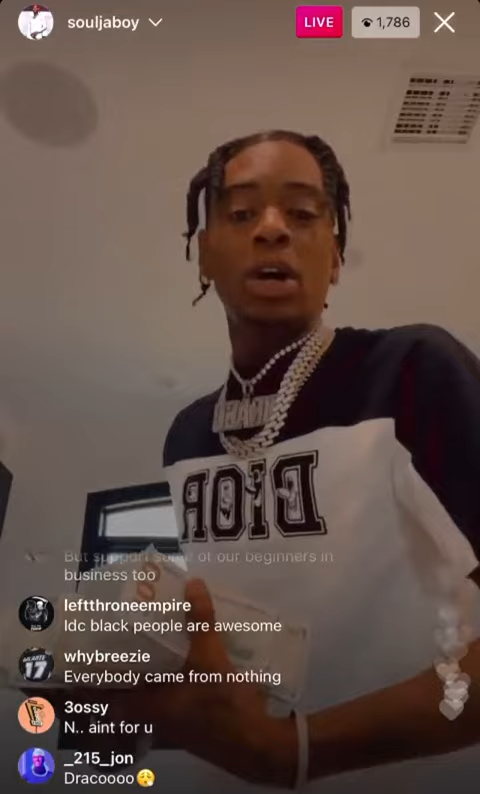 souljaboy
LIVE
1,786
DIOR
But support some of our beginners in
business too
leftthroneempire
Idc black people are awesome
whybreezie
Everybody came from nothing
3ossy
N.. aint for u
_215_jon
Dracoooo😮‍💨